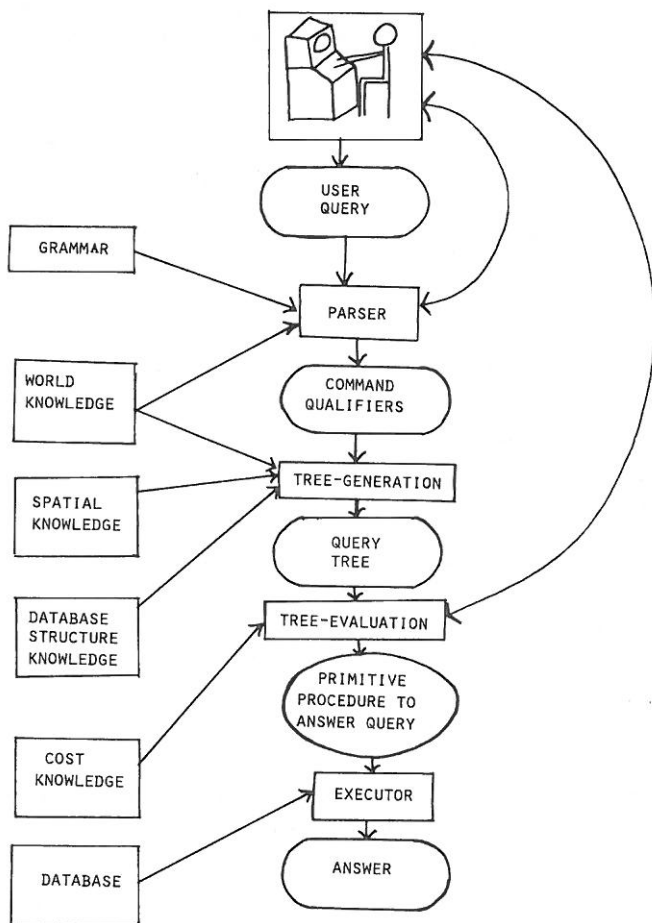 USER
QUERY
GRAMMAR
PARSER
WORLD
KNOWLEDGE
COMMAND
QUALIFIERS
TREE-GENERATION
SPATIAL
KNOWLEDGE
QUERY
TREE
DATABASE
STRUCTURE
KNOWLEDGE
TREE-EVALUATION
PRIMITIVE
PROCEDURE TO
ANSWER QUERY
COST
KNOWLEDGE
EXECUTOR
DATABASE
ANSWER